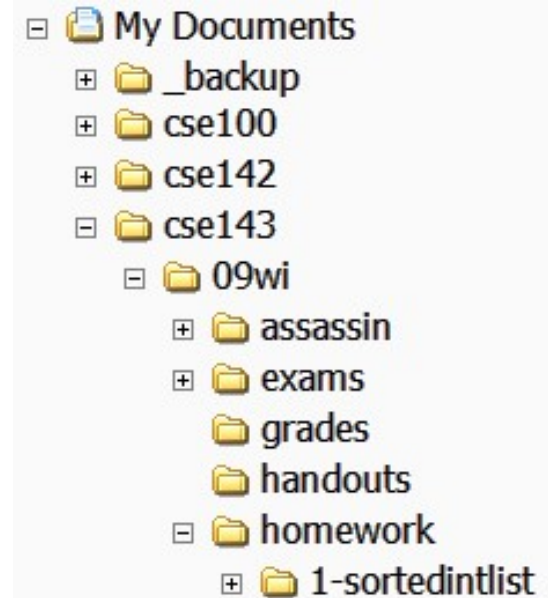 My Documents
_backup
cse100
cse142
cse143
09wi
assassin
exams
grades
handouts
homework
1-sortedintlist